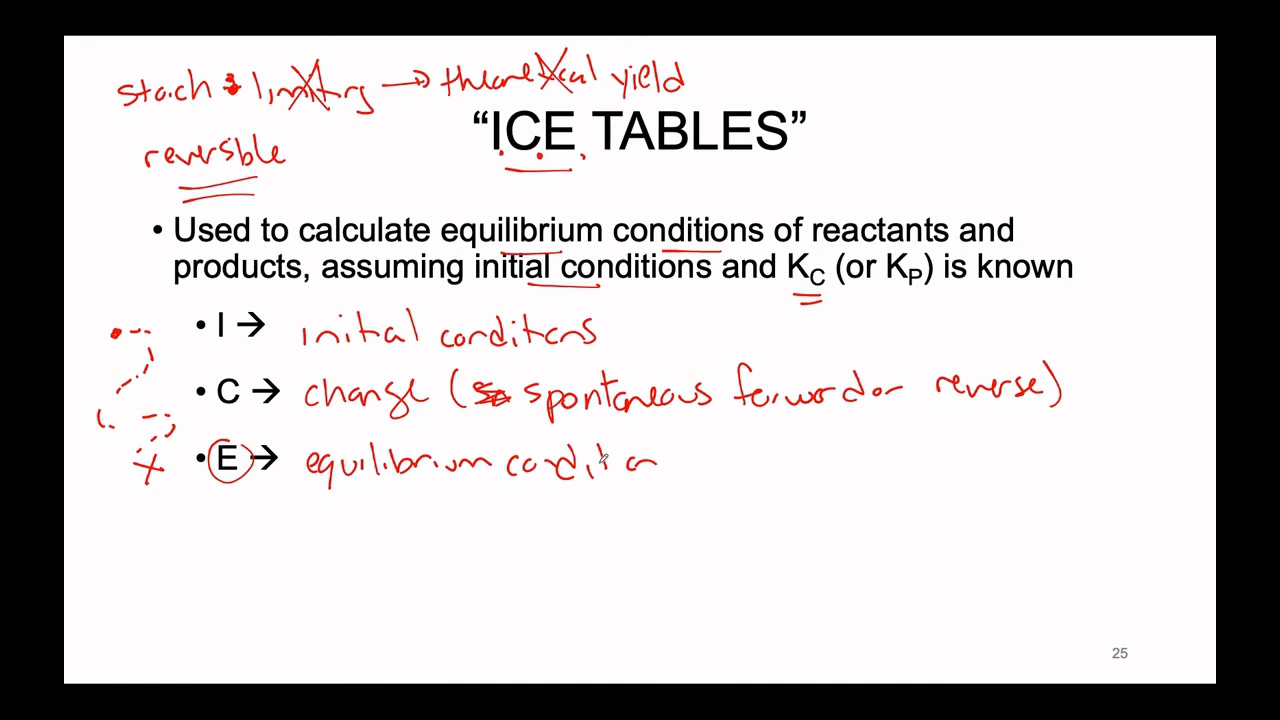 stoich : limiting → theoretical yield
"ICE TABLES"
reversible
• Used to calculate equilibrium conditions of reactants and
products, assuming initial conditions and KC (or KP) is known
• I → initial conditions
• C → change ( spontaneous forward or reverse)
• E → equilibrium condition
25